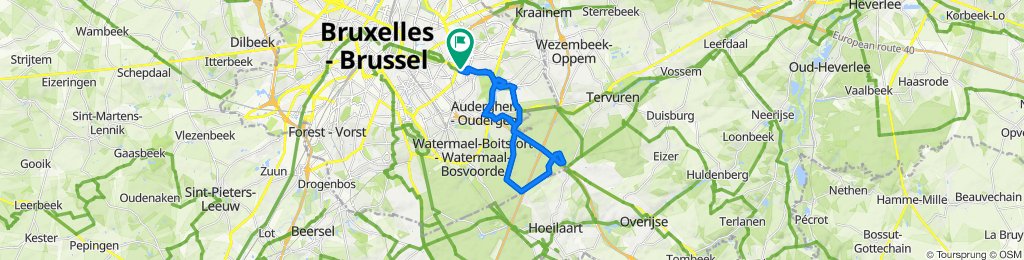 Kraainem
Sterrebeek
Heverlee
Korbeek-Lo
Wambeek
Dilbeek
Bruxelles
- Brussel
Wezembeek-
Oppem
Leefdaal
European route 40
Strijtem
Schepdaal
Itterbeek
Eizeringen
Vossem
Oud-Heverlee
Haasrode
Vaalbeek
Tervuren
Sint-Martens-
Lennik
Vlezenbeek
Forest - Vorst
- Ouderge
Duisburg
Neerijse
Loonbeek
Gooik
Gaasbeek
Zuun
Watermael-Boitsfort
- Watermaal-
Bosvoorde
Eizer
Huldenberg
Leerbeek
Oudenaken
Sint-Pieters-
Leeuw
Drogenbos
Nethen
Hamme-Mille
Beauvechain
Kester
Pepingen
Lot
Beersel
Hoeilaart
Overijse
Terlanen
Pécrot
Bossut-
Gottechain
La Bruy
Tombeek
© Toursprung © OSM